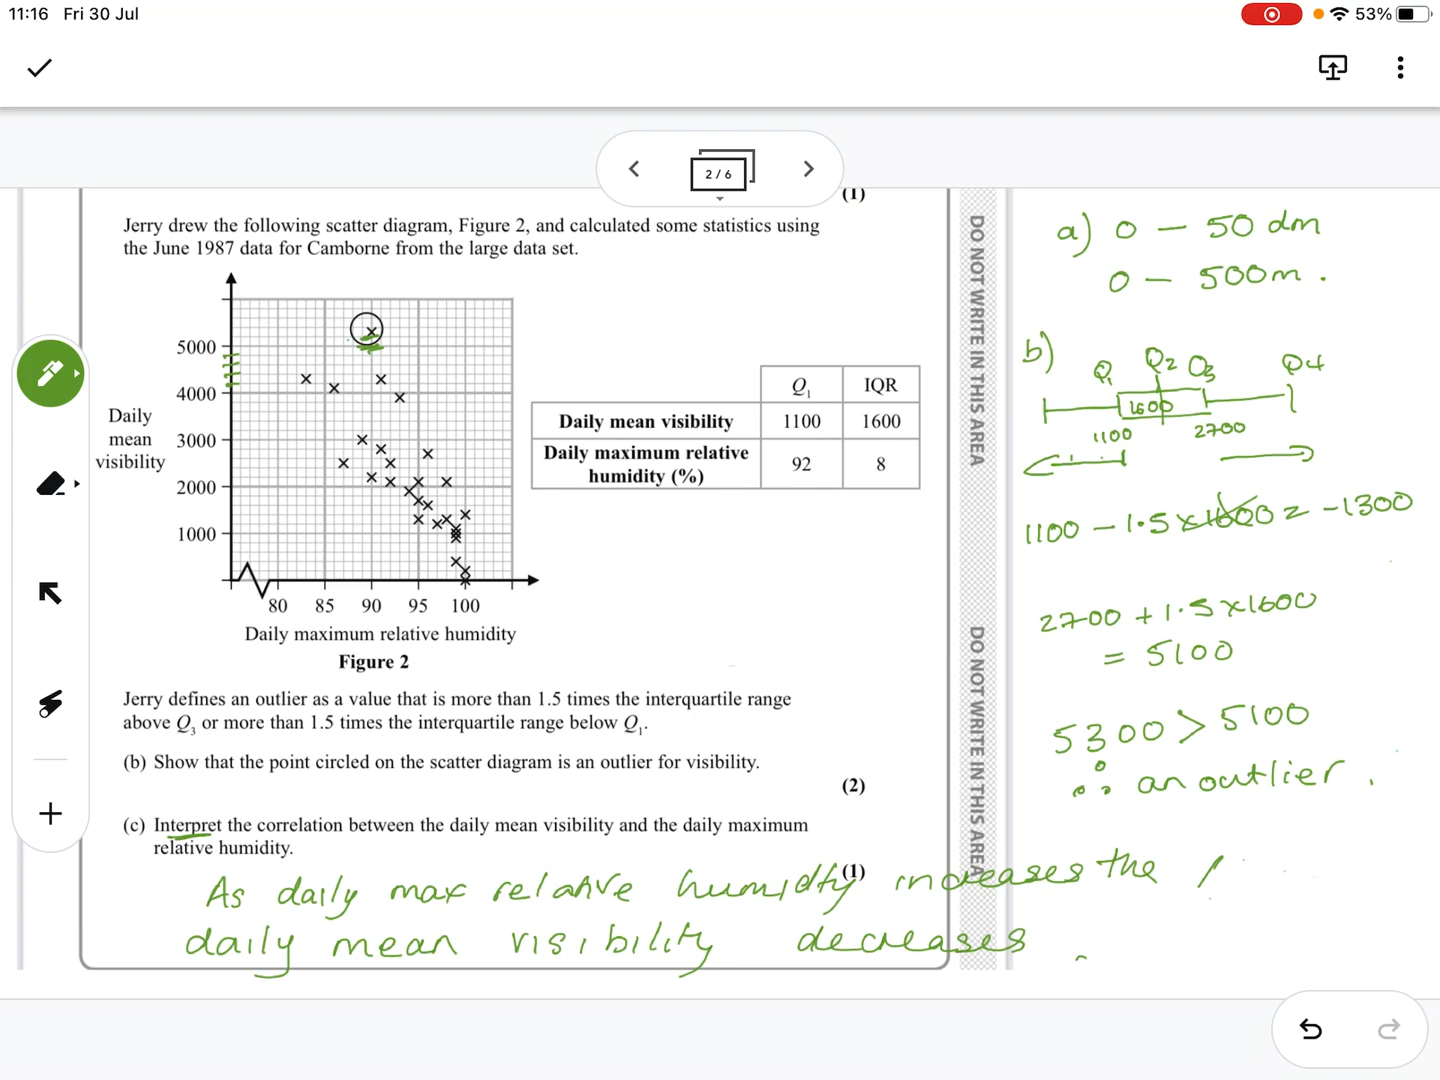 11:16 Fri 30 Jul
53%
2 / 6
(1)
Jerry drew the following scatter diagram, Figure 2, and calculated some statistics using
the June 1987 data for Camborne from the large data set.
5000
4000
3000
2000
1000
Daily
mean
visibility
80 85 90 95 100
Daily maximum relative humidity
Figure 2
Q1 IQR
Daily mean visibility 1100 1600
Daily maximum relative
humidity (%) 92 8
Jerry defines an outlier as a value that is more than 1.5 times the interquartile range
above Q3 or more than 1.5 times the interquartile range below Q1.
(b) Show that the point circled on the scatter diagram is an outlier for visibility.
(2)
(c) Interpret the correlation between the daily mean visibility and the daily maximum
relative humidity.
(1)
As daily max relative humidity increases the
daily mean visibility decreases.
DO NOT WRITE IN THIS AREA
DO NOT WRITE IN THIS AREA
a) 0 - 50 dm
0 - 500m.
b)
Q1 Q2 Q3 Q4
1600
1100 2700
1100 - 1.5 x 1600 = -1300
2700 + 1.5 x 1600
= 5100
5300 > 5100
∴ an outlier.